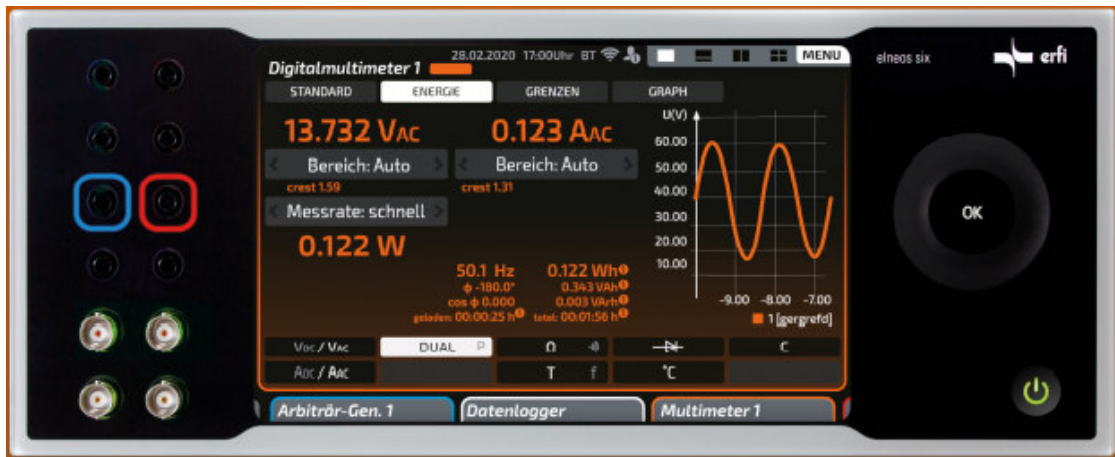 28.02.2020 17:00Uhr BT
MENU
elneos six
erfi
Digitalmultimeter 1
STANDARD
ENERGIE
GRENZEN
GRAPH
13.732 VAC
0.123 AAC
Bereich: Auto
Bereich: Auto
crest 1.59
crest 1.31
Messrate: schnell
0.122 W
50.1 Hz
0.122 Wh
ϕ -180.0°
0.343 VAh
cos ϕ 0.000
0.003 VArh
geladen: 00:00:25 h
total: 00:01:56 h
U(V)
60.00
50.00
40.00
30.00
20.00
10.00
-9.00 -8.00 -7.00
1 [gergrefd]
OK
VDC / VAC
DUAL P
Ω
C
ADC / AAC
T f
°C
Arbiträr-Gen. 1
Datenlogger
Multimeter 1